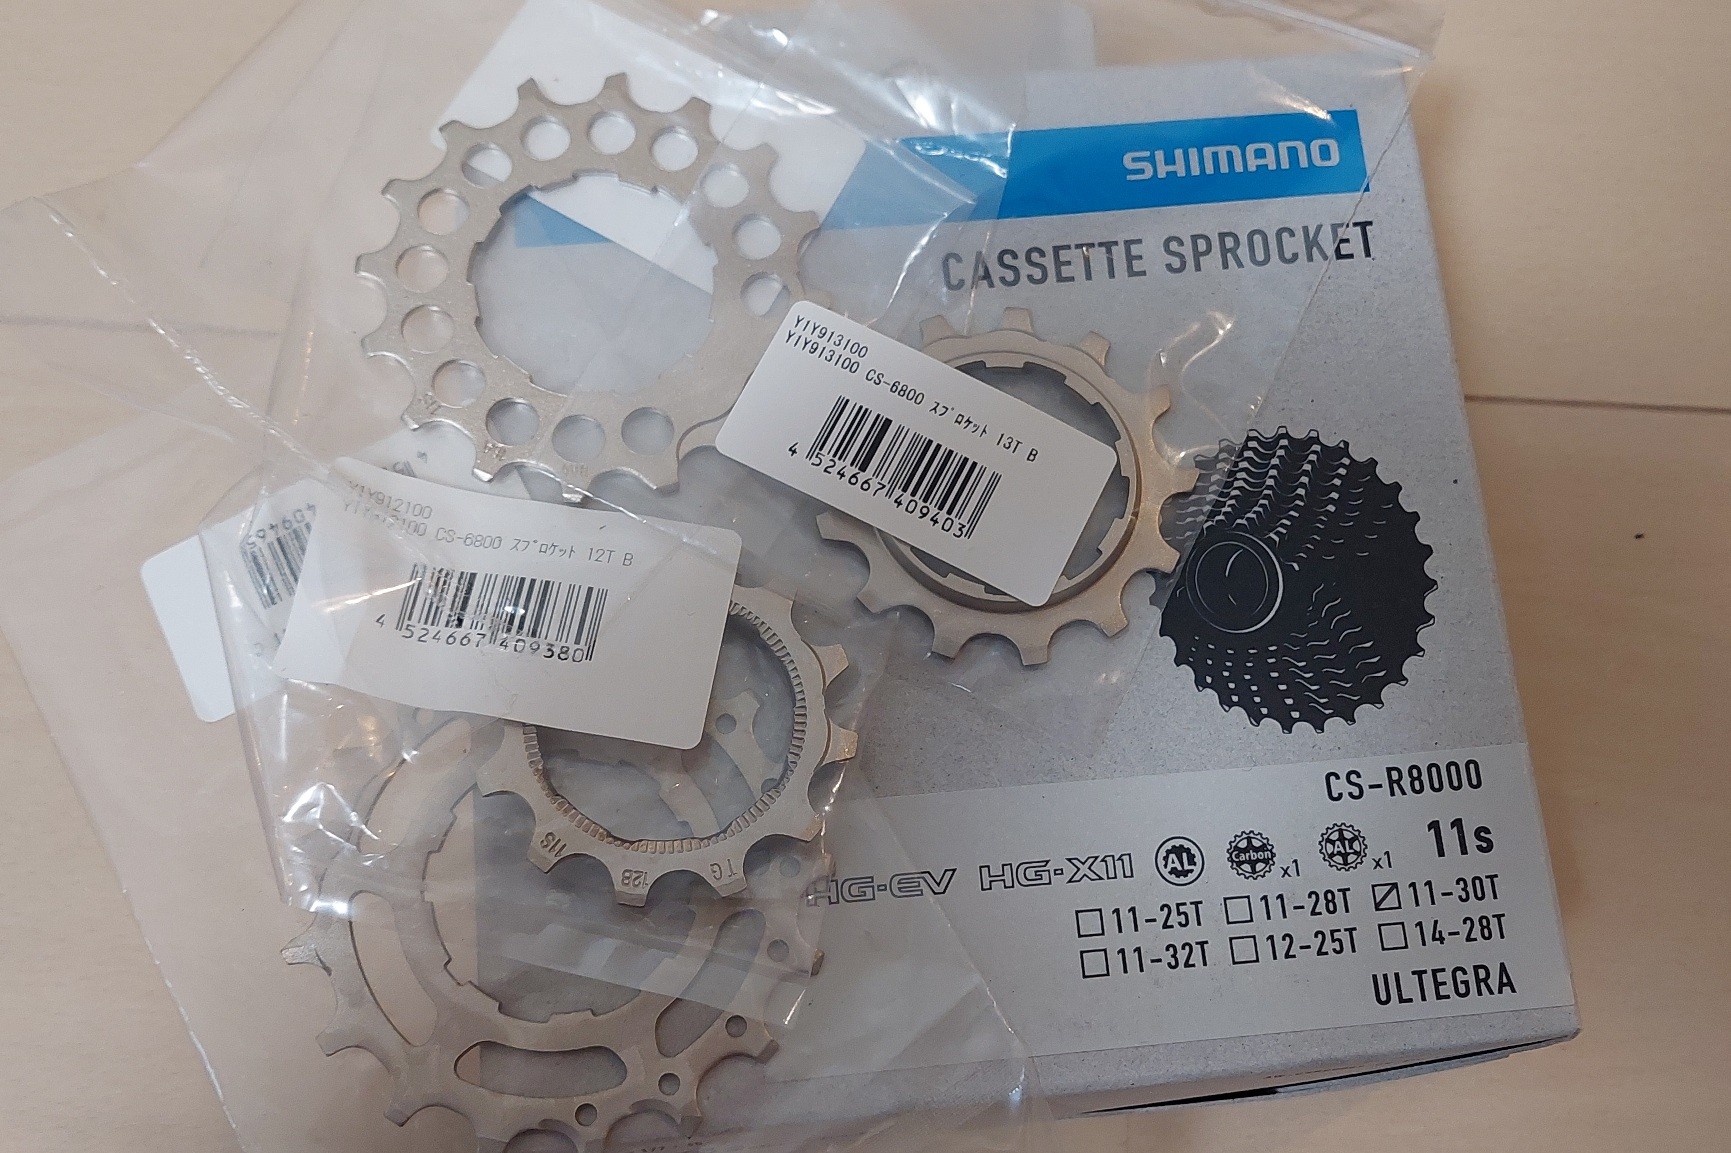 SHIMANO
CASSETTE SPROCKET
Y1Y913100
Y1Y913100 CS-6800 スプロケット 13T B
4 524667 409403
Y1Y912100
Y1Y912100 CS-6800 スプロケット 12T B
4 524667 409380
11S
12B
TG
CS-R8000
HG-EV HG-X11 AL Carbon x1 AL x1 11s
11-25T 11-28T 11-30T
11-32T 12-25T 14-28T
ULTEGRA